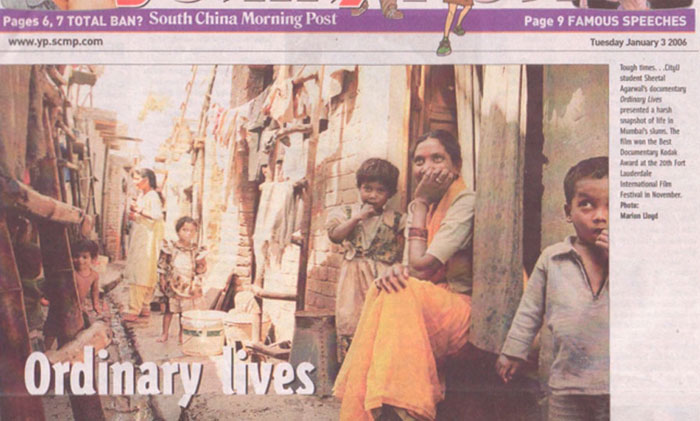 Pages 6, 7 TOTAL BAN? South China Morning Post Page 9 FAMOUS SPEECHES
www.yp.scmp.com Tuesday January 3 2006
Tough times. . .CityU
student Sheetal
Agarwal's documentary
Ordinary Lives
presented a harsh
snapshot of life in
Mumbai's slums. The
film won the Best
Documentary Kodak
Award at the 20th Fort
Lauderdale
International Film
Festival in November.
Photo:
Marion Lloyd
Ordinary lives